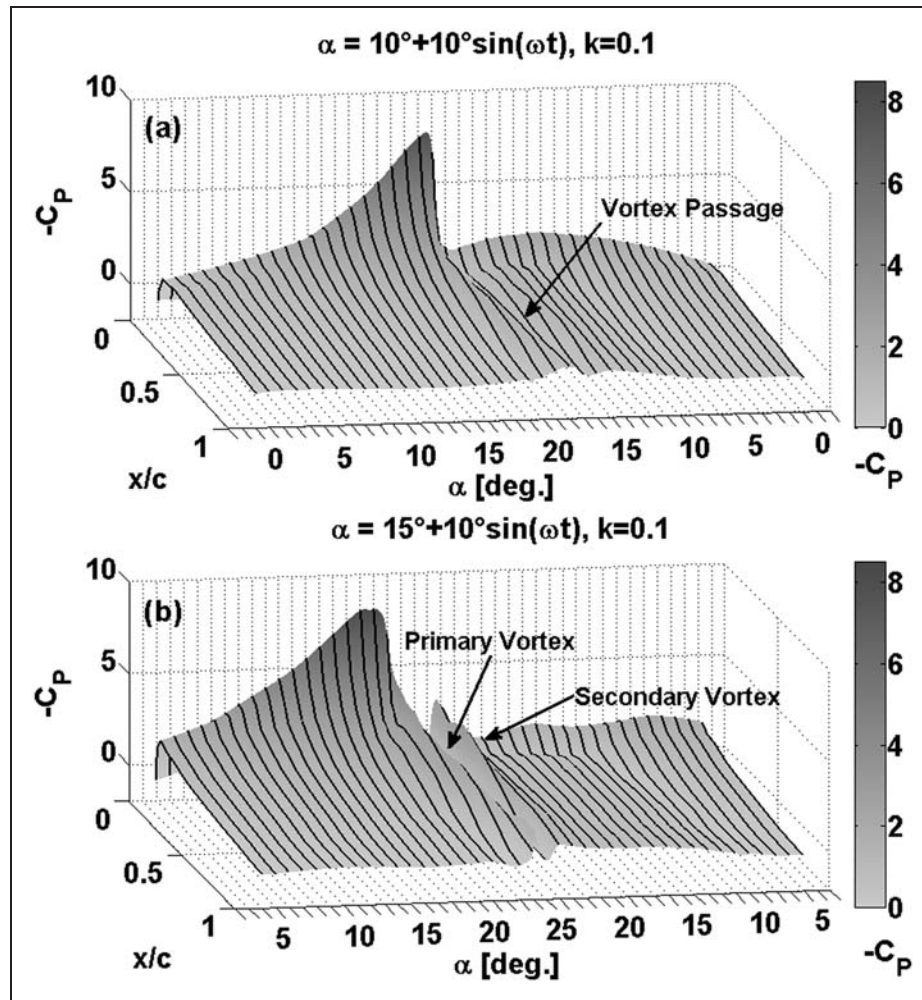 α = 10°+10°sin(ωt), k=0.1
(a)
10
5
0
-C_P
0
0.5
1
x/c
0 5 10 15 20 20 15 10 5 0
α [deg.]
Vortex Passage
8
6
4
2
0
-C_P
α = 15°+10°sin(ωt), k=0.1
(b)
10
5
0
-C_P
0
0.5
1
x/c
5 10 15 20 25 20 15 10 5
α [deg.]
Primary Vortex
Secondary Vortex
8
6
4
2
0
-C_P